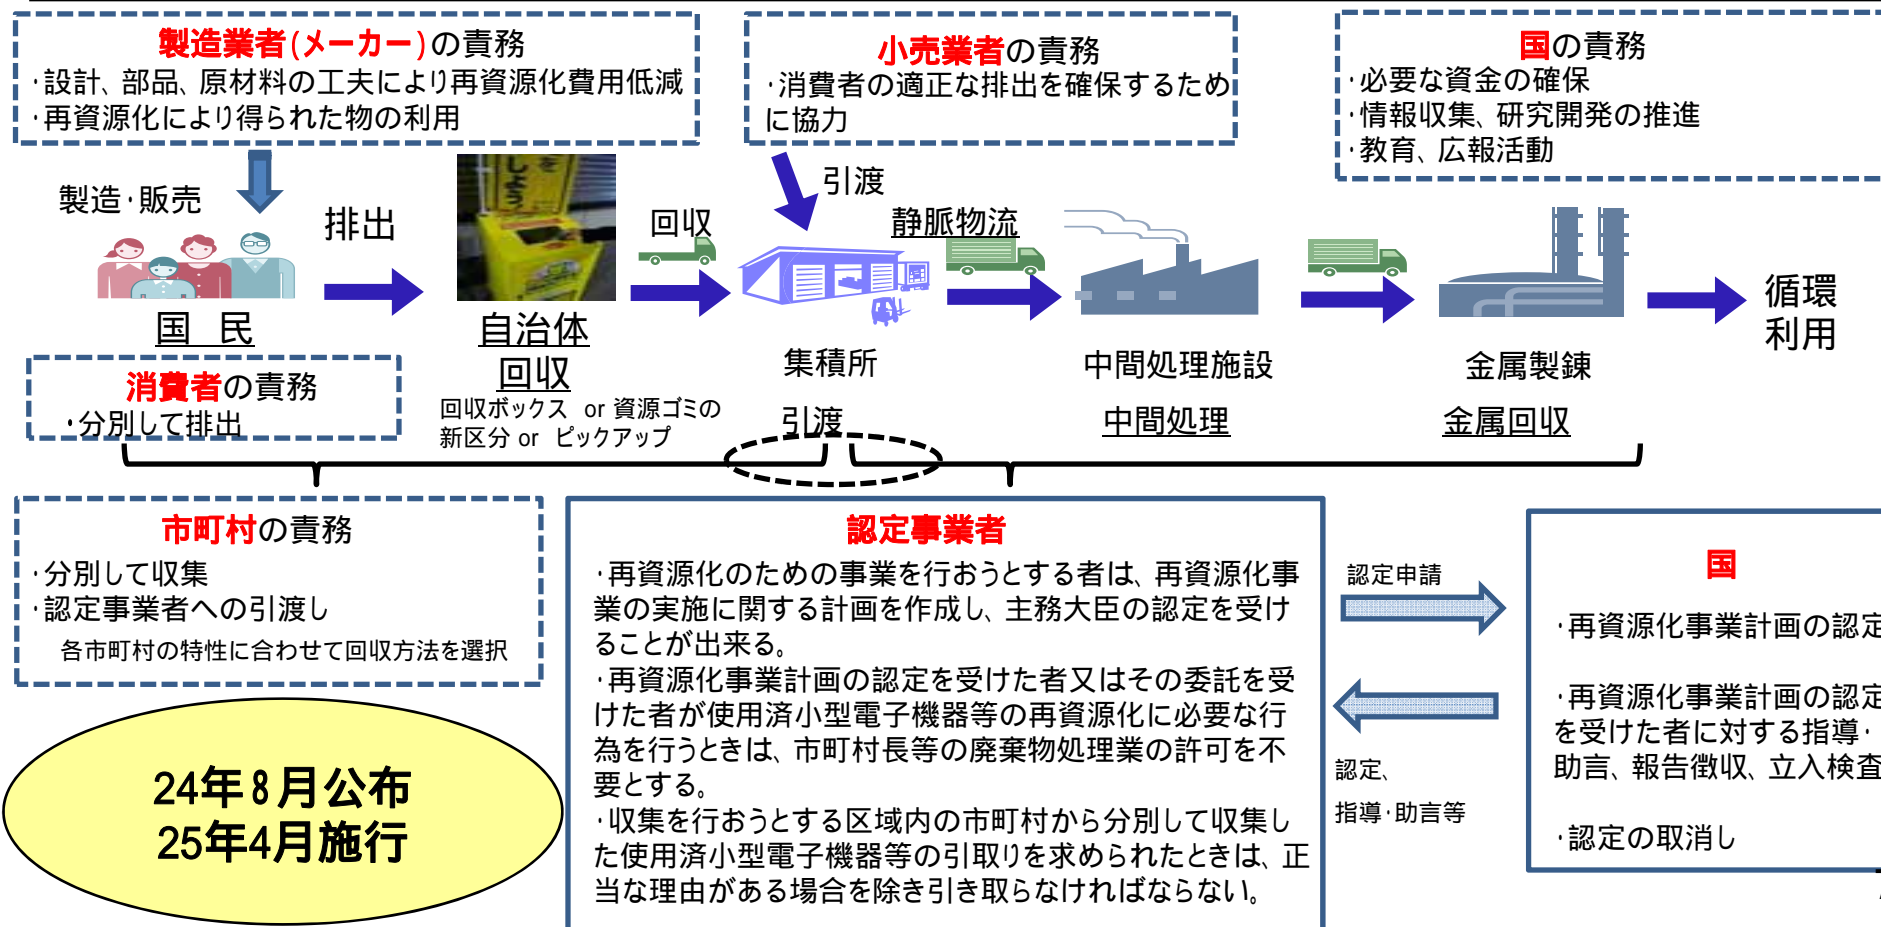 製造業者(メーカー)の責務
・設計、部品、原材料の工夫により再資源化費用低減
・再資源化により得られた物の利用
小売業者の責務
・消費者の適正な排出を確保するため
に協力
国の責務
・必要な資金の確保
・情報収集、研究開発の推進
・教育、広報活動
製造・販売
排出
しよう
回収
引渡
静脈物流
循環
利用
国 民
自治体
回収
集積所
中間処理施設
金属製錬
消費者の責務
・分別して排出
回収ボックス or 資源ゴミの
新区分 or ピックアップ
引渡
中間処理
金属回収
市町村の責務
・分別して収集
・認定事業者への引渡し
各市町村の特性に合わせて回収方法を選択
24年8月公布
25年4月施行
認定事業者
・再資源化のための事業を行おうとする者は、再資源化事
業の実施に関する計画を作成し、主務大臣の認定を受け
ることが出来る。
・再資源化事業計画の認定を受けた者又はその委託を受
けた者が使用済小型電子機器等の再資源化に必要な行
為を行うときは、市町村長等の廃棄物処理業の許可を不
要とする。
・収集を行おうとする区域内の市町村から分別して収集し
た使用済小型電子機器等の引取りを求められたときは、正
当な理由がある場合を除き引き取らなければならない。
認定申請
認定、
指導・助言等
国
・再資源化事業計画の認定
・再資源化事業計画の認定
を受けた者に対する指導・
助言、報告徴収、立入検査
・認定の取消し